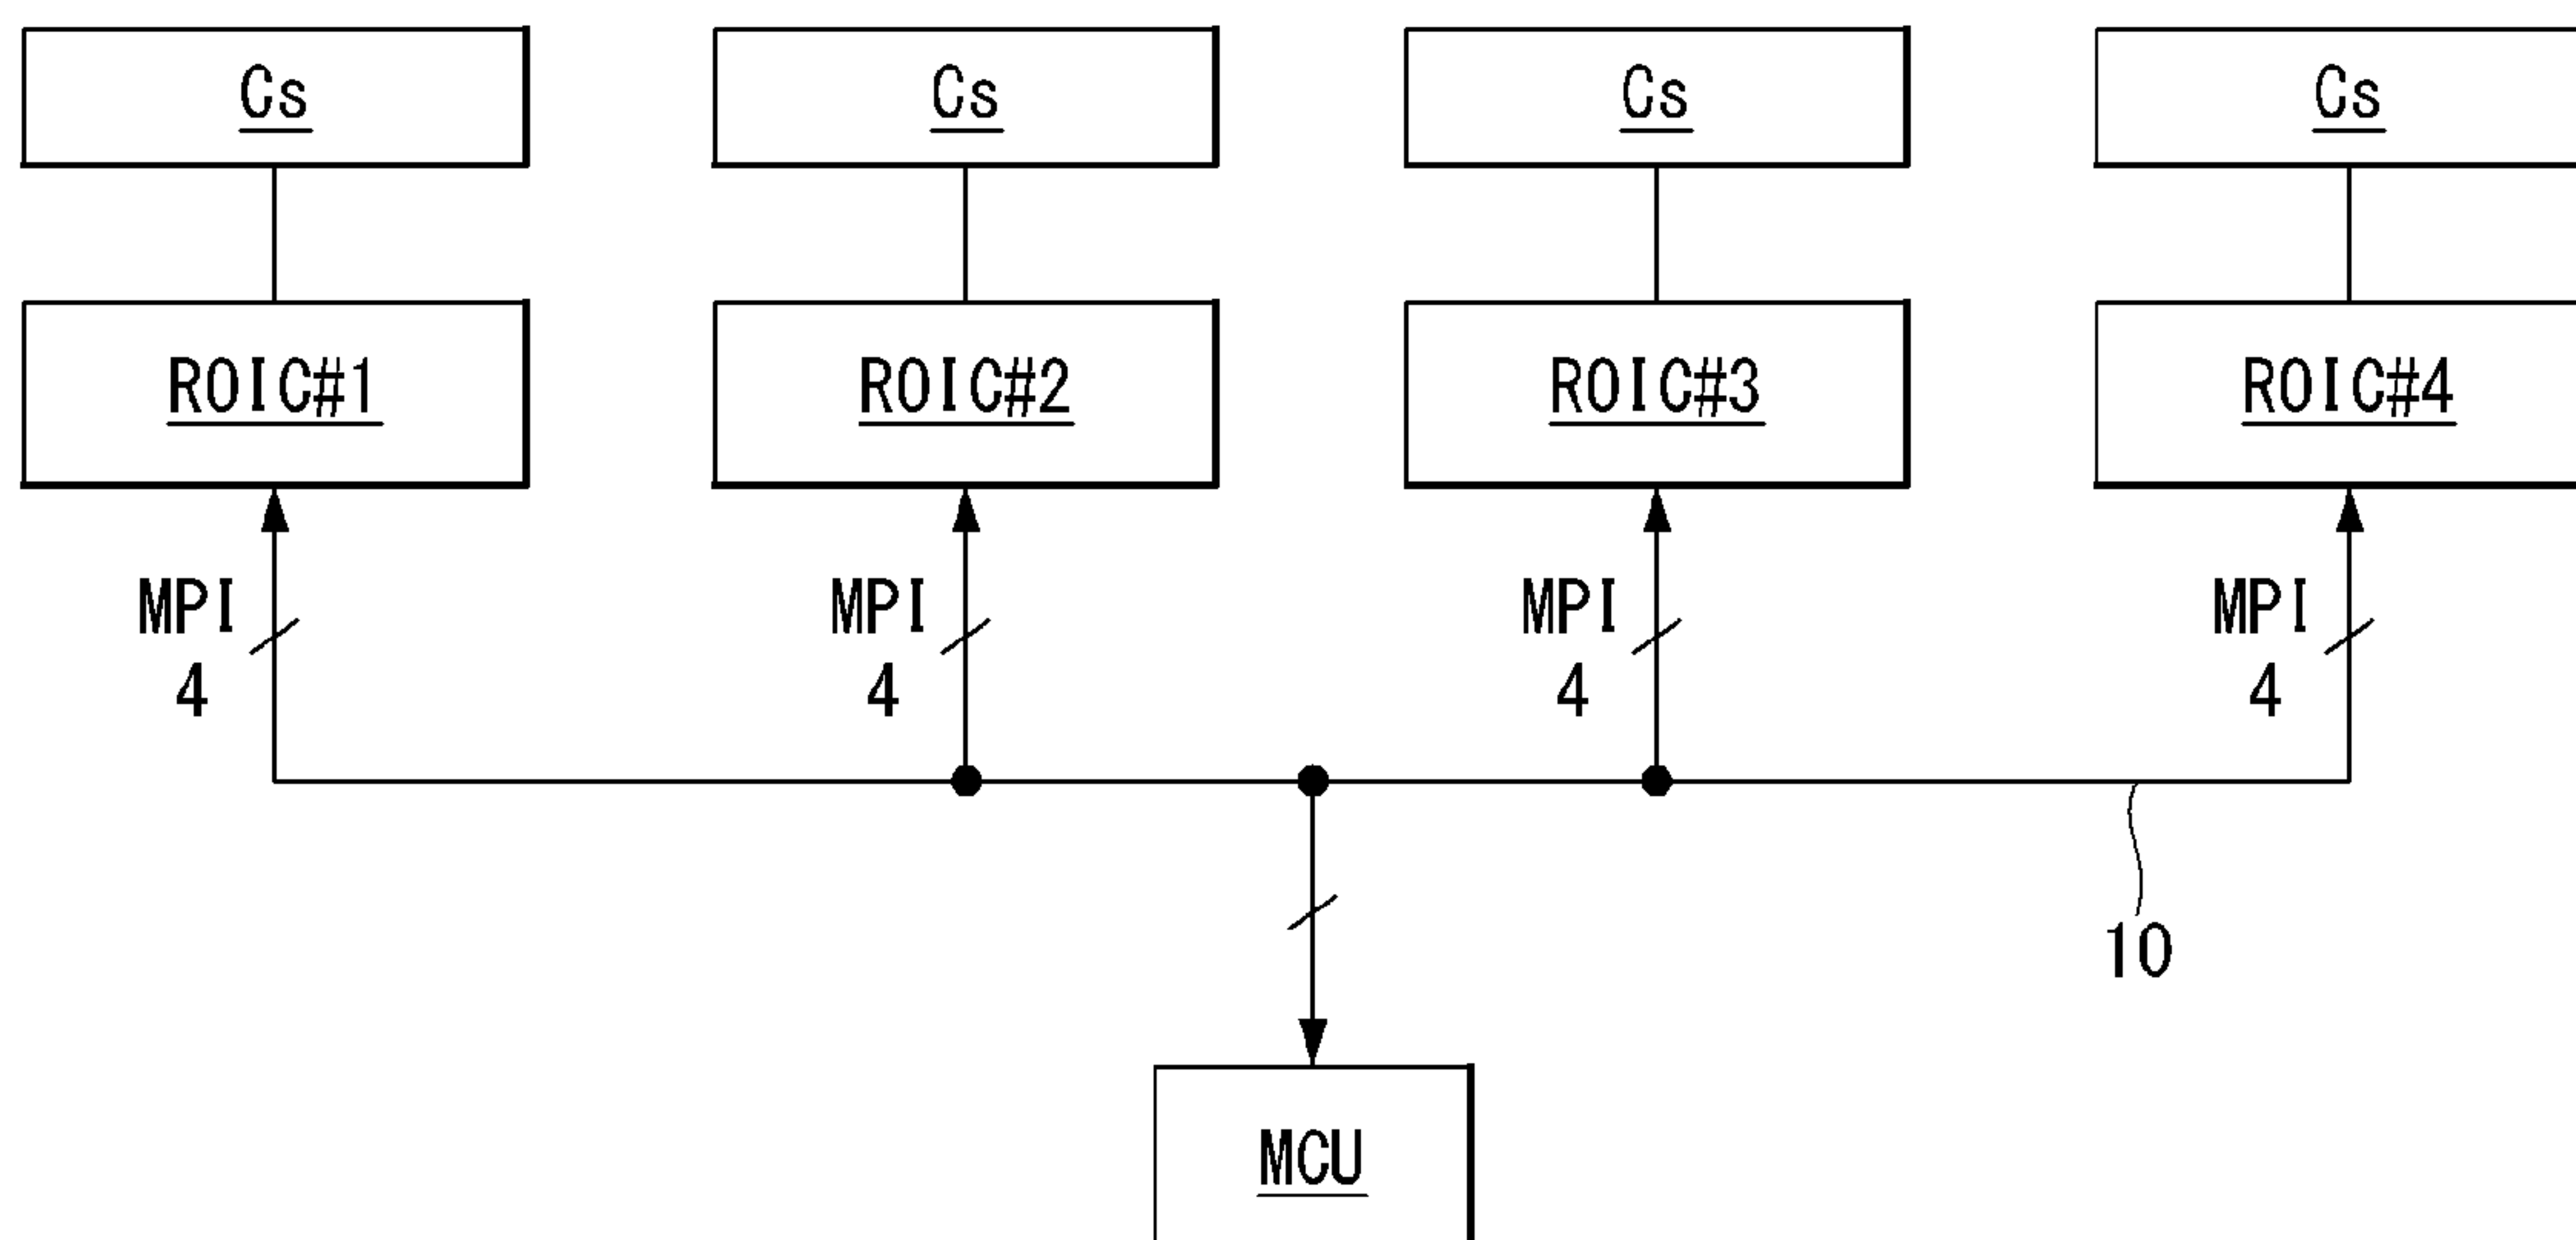 Cs Cs Cs Cs
ROIC#1 ROIC#2 ROIC#3 ROIC#4
MPI MPI MPI MPI
4 4 4 4
10
MCU